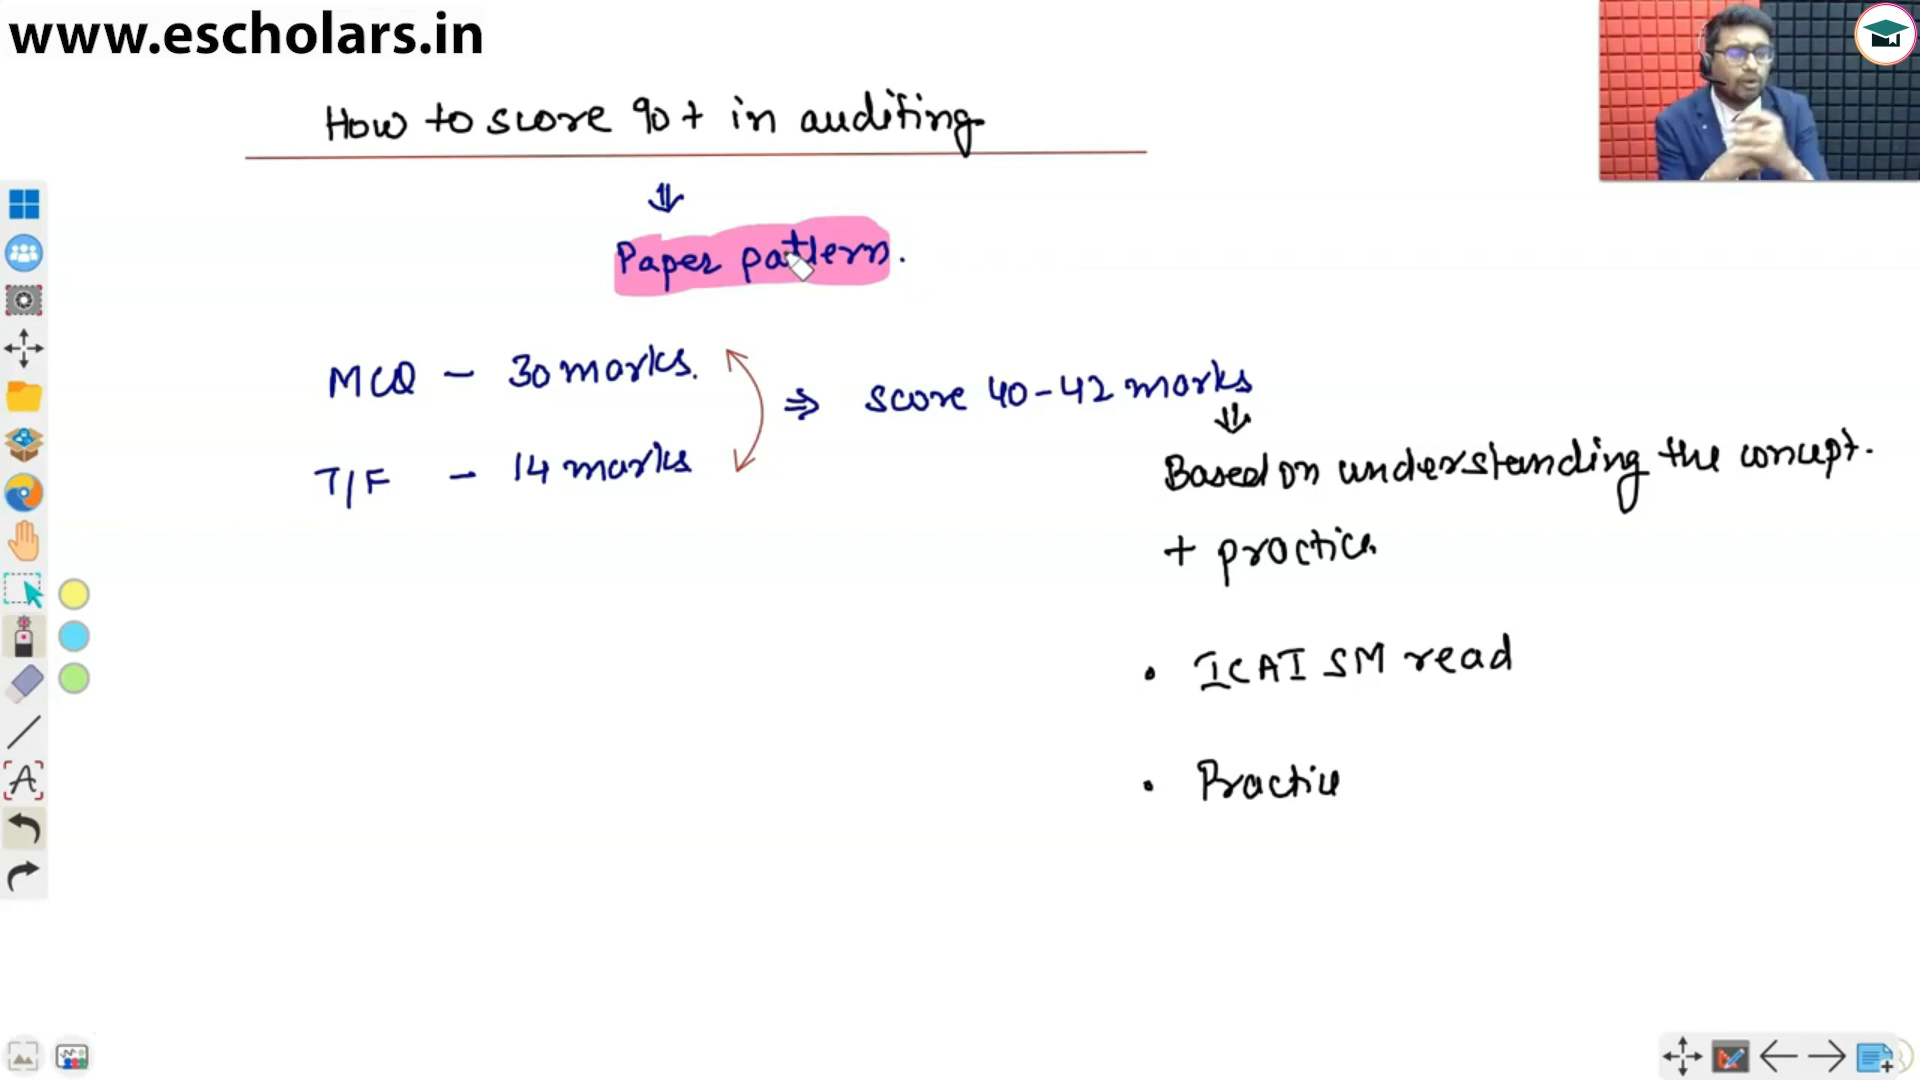 www.escholars.in
How to score 90+ in auditing
⇓
Paper pattern.
MCQ - 30 marks.
T/F - 14 marks
⇒ score 40-42 marks
⇓
Based on understanding the concept.
+ practice
• ICAI SM read
• Practice